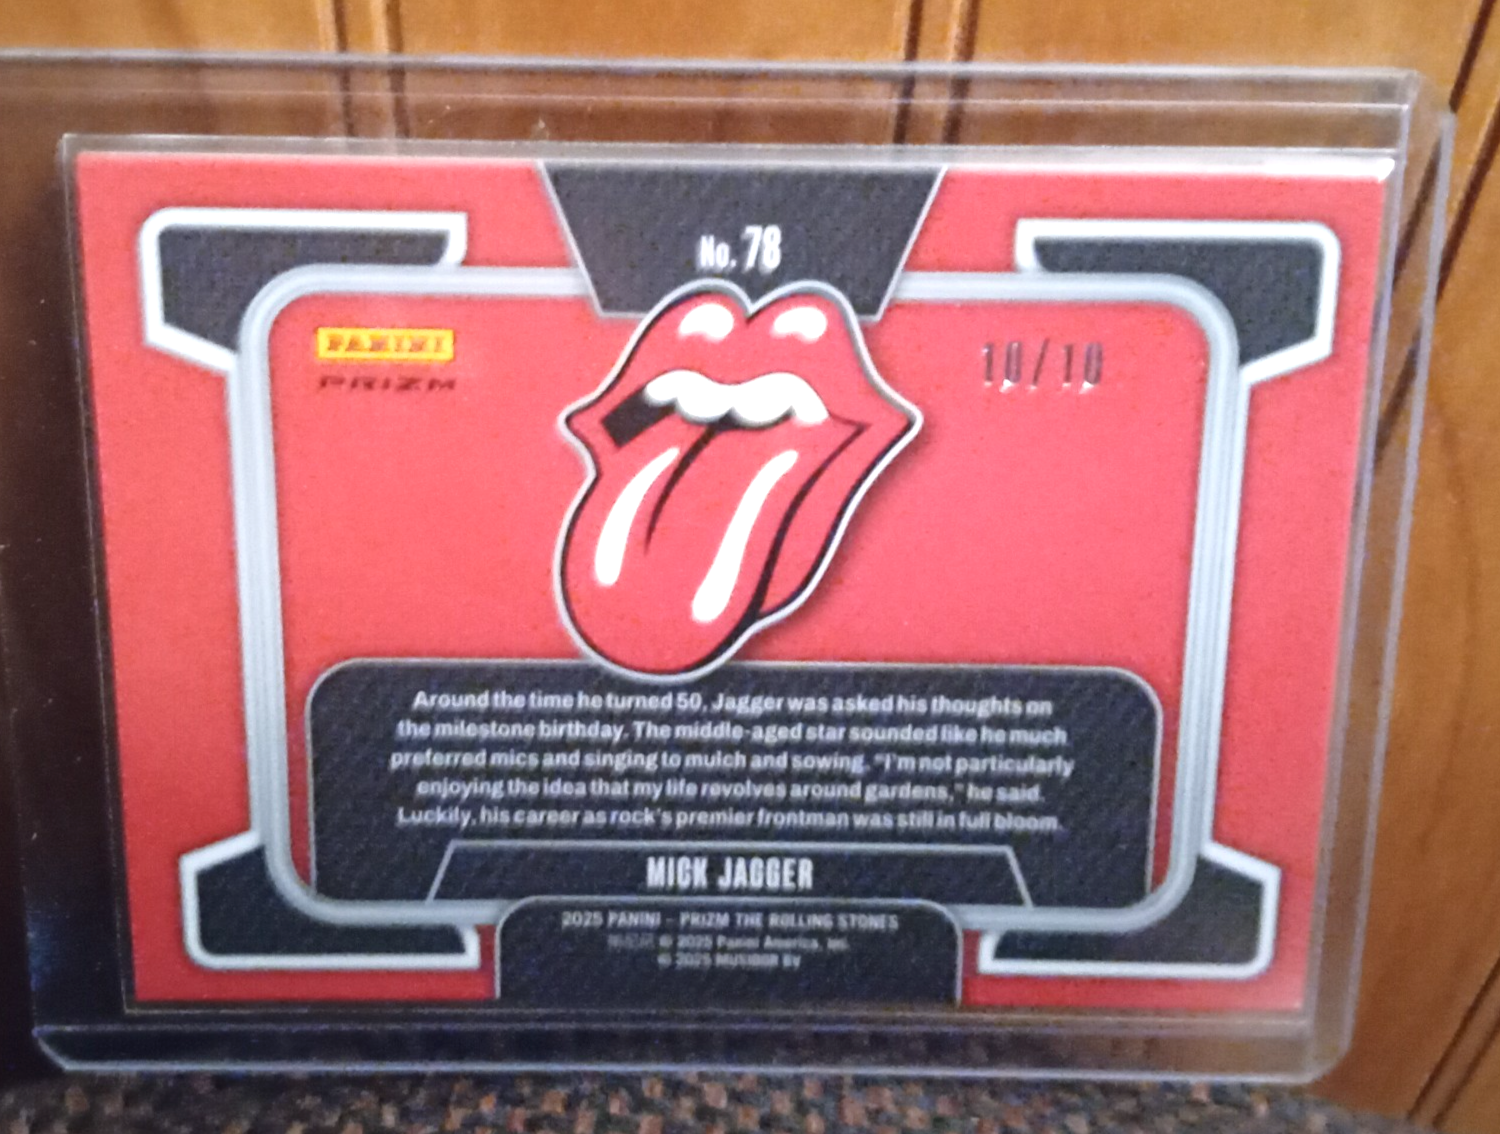 No. 78
PANINI
PRIZM
10/10
Around the time he turned 50, Jagger was asked his thoughts on
the milestone birthday. The middle-aged star sounded like he much
preferred mics and singing to mulch and sowing. "I'm not particularly
enjoying the idea that my life revolves around gardens," he said.
Luckily, his career as rock's premier frontman was still in full bloom.
MICK JAGGER
2025 PANINI - PRIZM THE ROLLING STONES
© 2025 Panini America, Inc.
© 2025 MUSIDOR BV